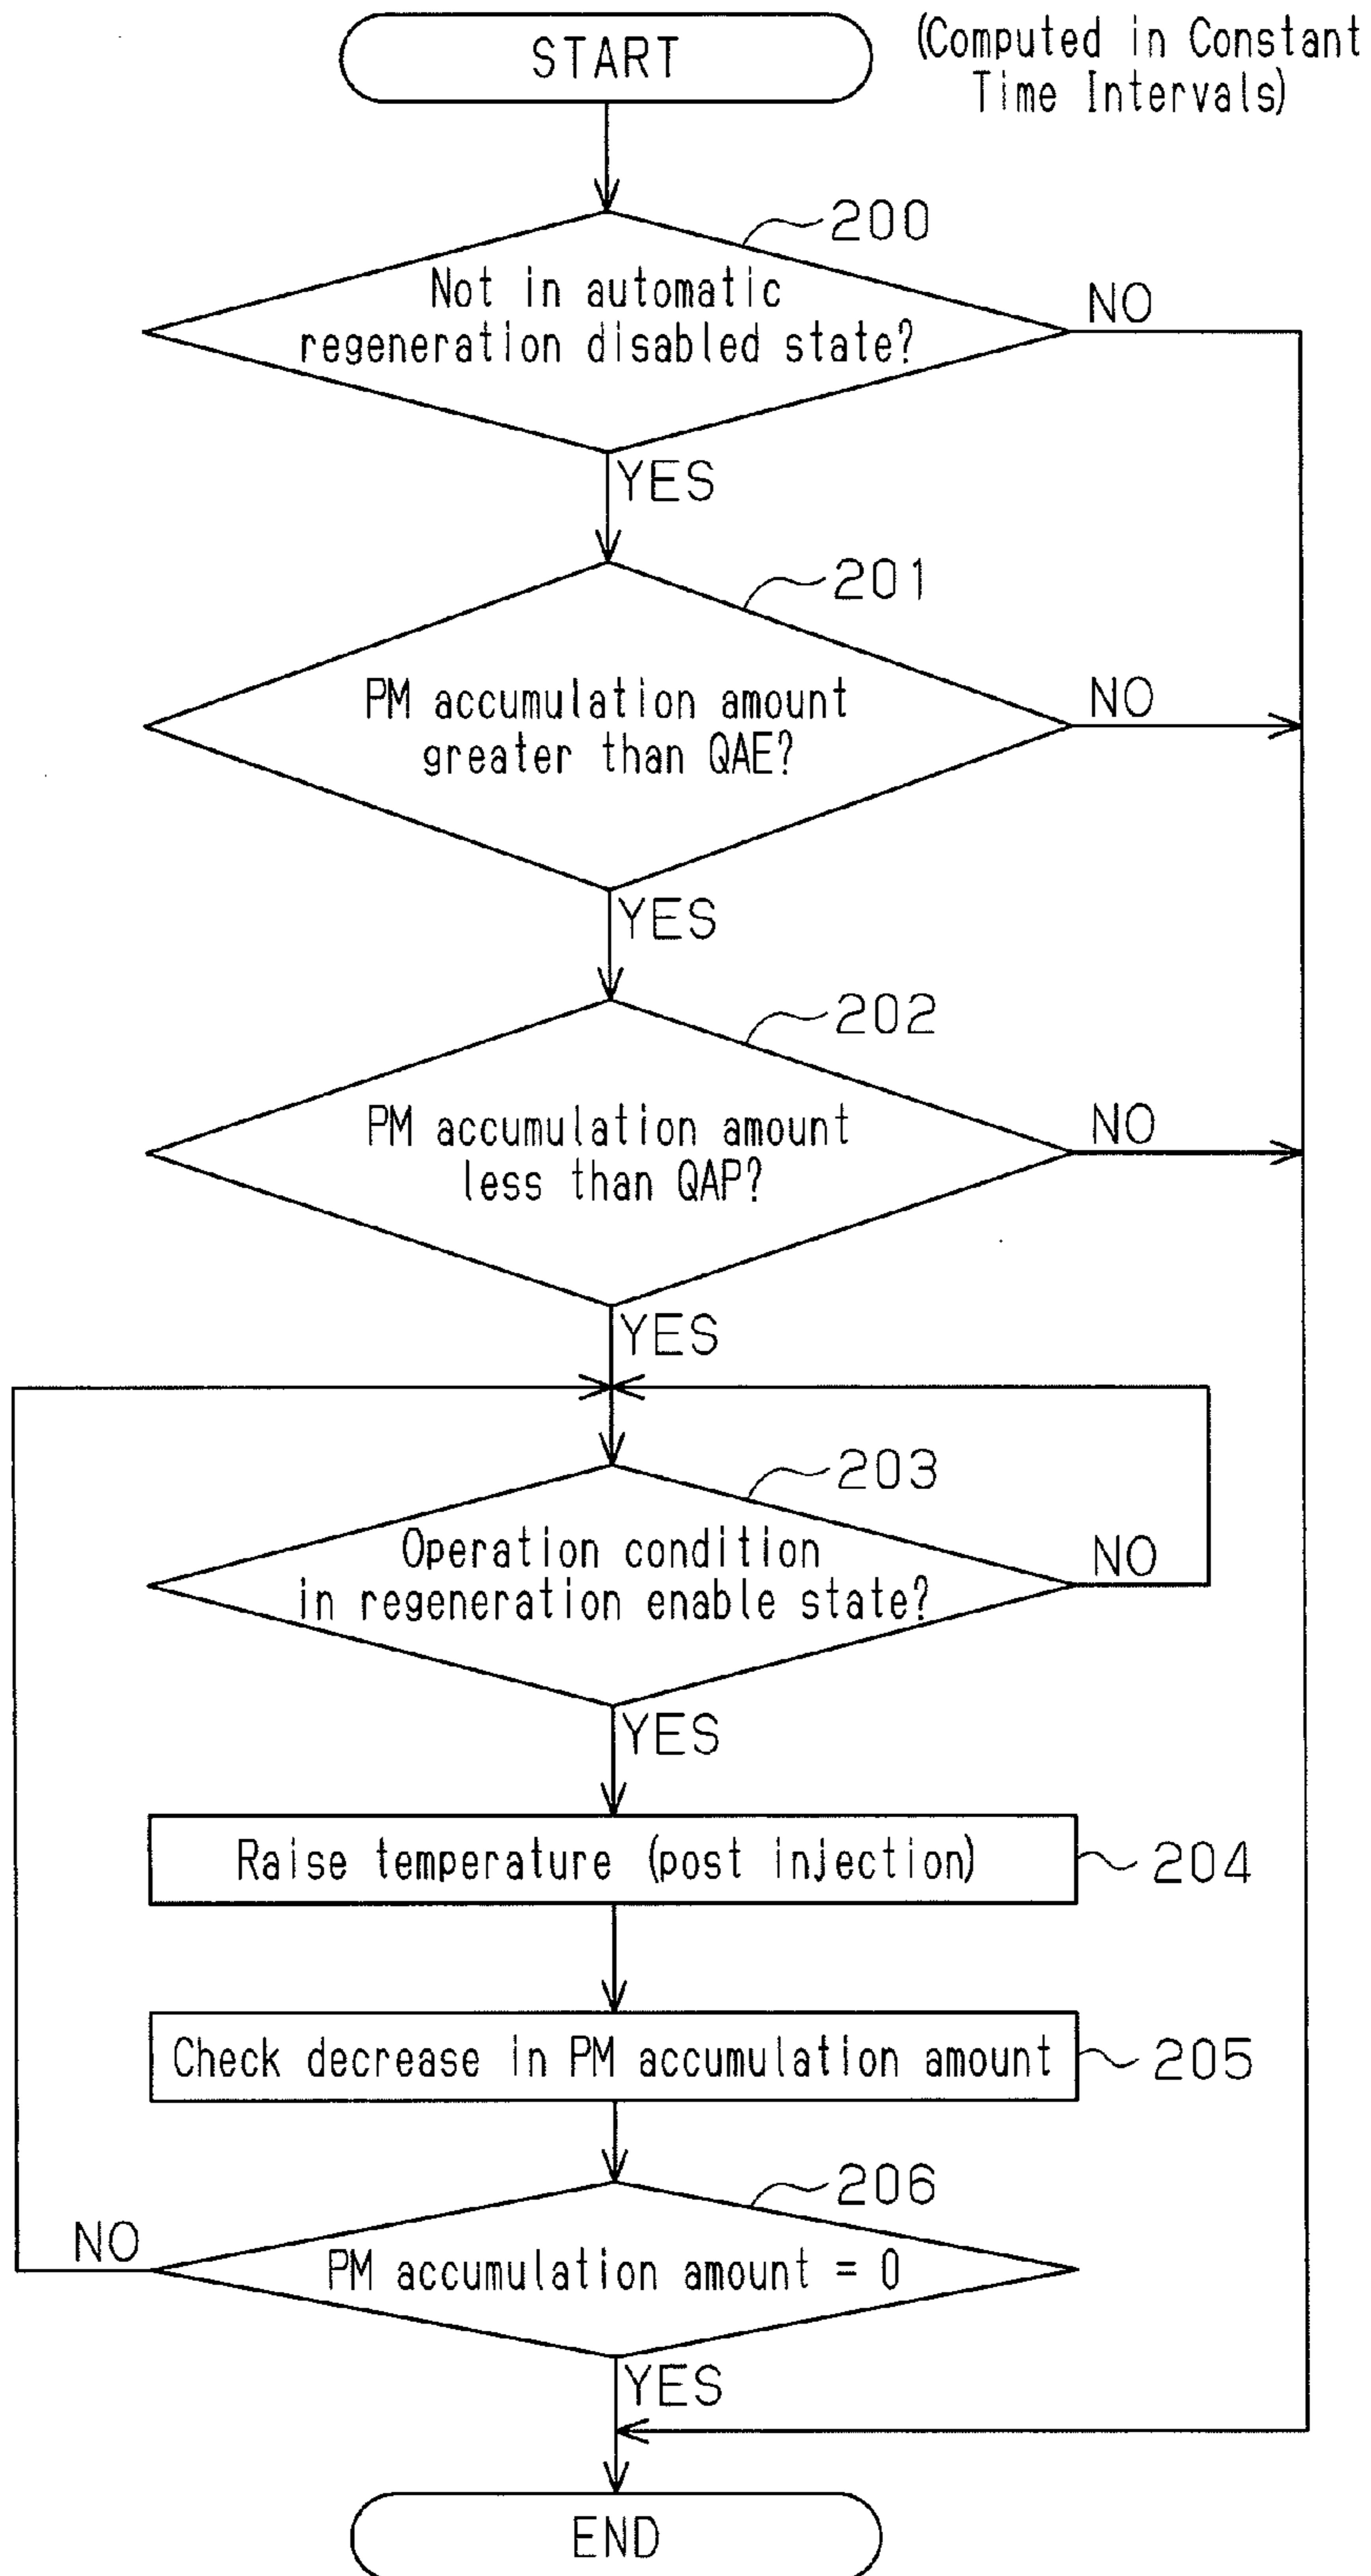 START
(Computed in Constant
Time Intervals)
200
Not in automatic
regeneration disabled state?
NO
YES
201
PM accumulation amount
greater than QAE?
NO
YES
202
PM accumulation amount
less than QAP?
NO
YES
203
Operation condition
in regeneration enable state?
NO
YES
Raise temperature (post injection)
204
Check decrease in PM accumulation amount
205
206
NO
PM accumulation amount = 0
YES
END